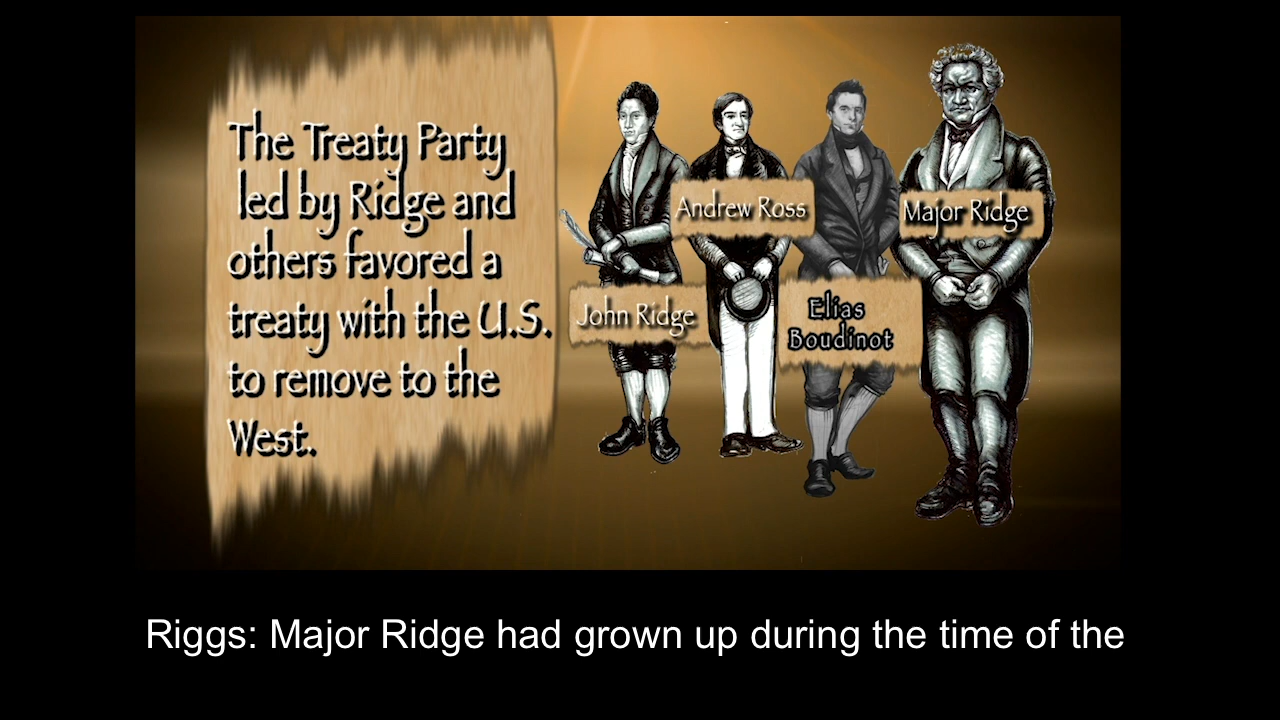 The Treaty Party
led by Ridge and
others favored a
treaty with the U.S.
to remove to the
West.
Andrew Ross
Major Ridge
John Ridge
Elias
Boudinot
Riggs: Major Ridge had grown up during the time of the